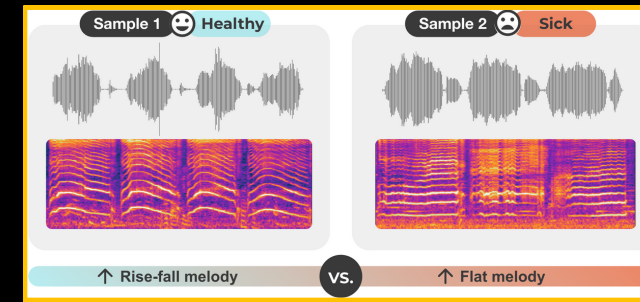 Sample 1 Healthy
Sample 2 Sick
↑ Rise-fall melody
vs.
↑ Flat melody